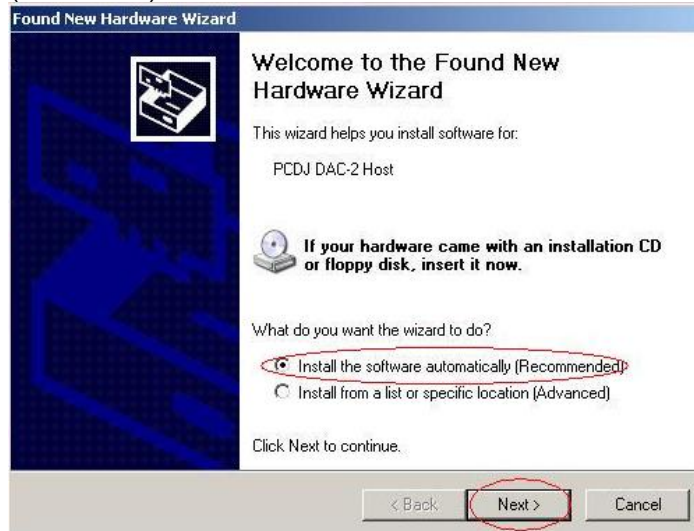 Found New Hardware Wizard
Welcome to the Found New
Hardware Wizard
This wizard helps you install software for:
PCDJ DAC-2 Host
If your hardware came with an installation CD
or floppy disk, insert it now.
What do you want the wizard to do?
Install the software automatically (Recommended)
Install from a list or specific location (Advanced)
Click Next to continue.
< Back Next > Cancel